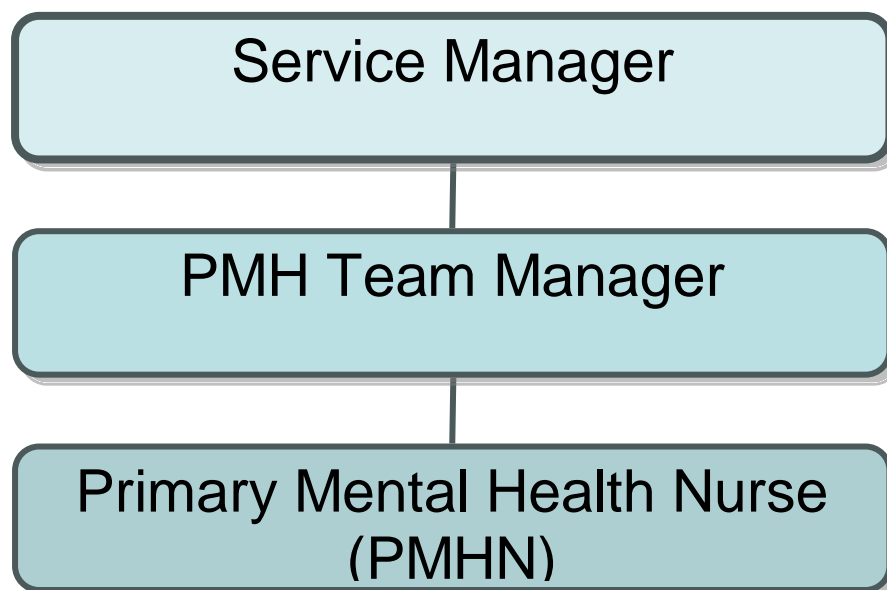 Service Manager
PMH Team Manager
Primary Mental Health Nurse
(PMHN)